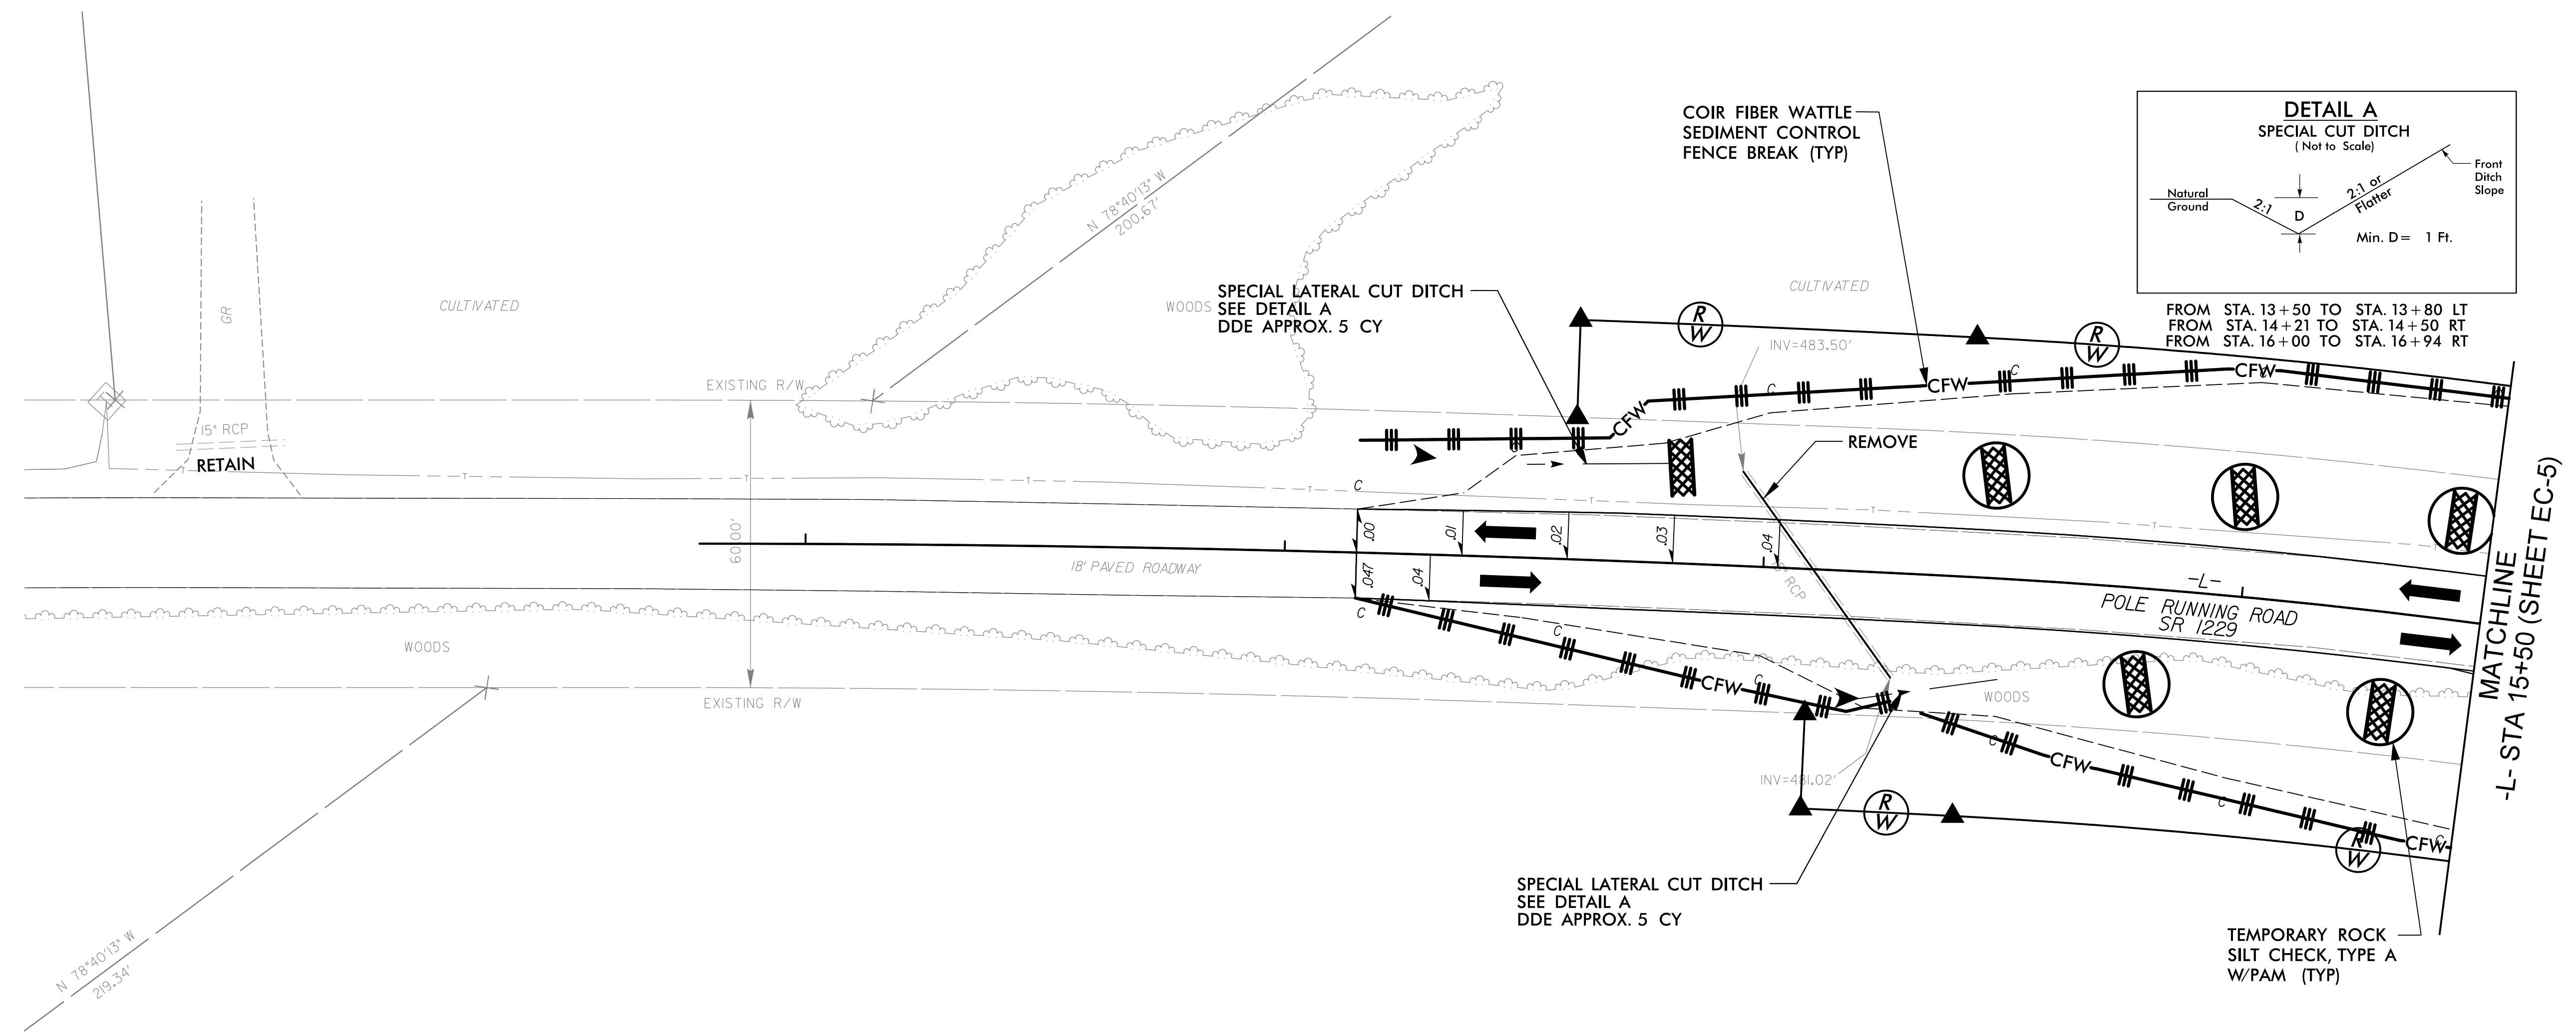 DETAIL A
SPECIAL CUT DITCH
( Not to Scale)
Front
Ditch
Slope
Natural
Ground
2:1
D
2:1 or
Flatter
Min. D= 1 Ft.
FROM STA. 13+50 TO STA. 13+80 LT
FROM STA. 14+21 TO STA. 14+50 RT
FROM STA. 16+00 TO STA. 16+94 RT
COIR FIBER WATTLE
SEDIMENT CONTROL
FENCE BREAK (TYP)
N 78°40'13" W
200.67'
CULTIVATED
GR
CULTIVATED
WOODS
SPECIAL LATERAL CUT DITCH
SEE DETAIL A
DDE APPROX. 5 CY
R
W
R
W
INV=483.50'
EXISTING R/W
CFW
C
CFW
C
CFW
C
C
15" RCP
RETAIN
REMOVE
T
T
T
T
T
T
C
60.00'
.00
.01
.02
.03
.04
.047
.04
18' PAVED ROADWAY
RCP
-L-
POLE RUNNING ROAD
SR 1229
MATCHLINE
-L- STA 15+50 (SHEET EC-5)
C
C
WOODS
EXISTING R/W
CFW
C
WOODS
C
CFW
INV=481.02'
C
R
W
R
W
C
CFW
SPECIAL LATERAL CUT DITCH
SEE DETAIL A
DDE APPROX. 5 CY
TEMPORARY ROCK
SILT CHECK, TYPE A
W/PAM (TYP)
N 78°40'13" W
219.34'